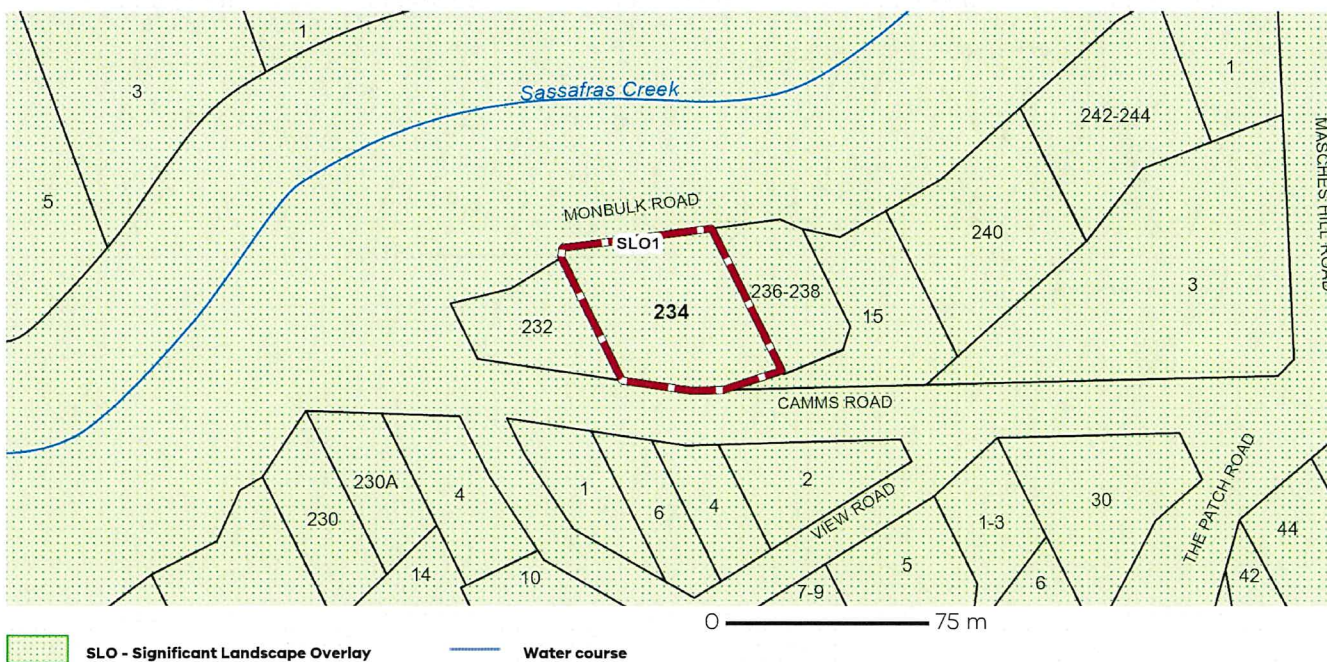 1
3
5
Sassafras Creek
1
242-244
MASCHES HILL ROAD
MONBULK ROAD
SLO1
240
3
236-238
234
15
232
CAMMS ROAD
230A
230
4
14
10
1
6
4
2
VIEW ROAD
7-9
5
1-3
6
30
THE PATCH ROAD
44
42
0 75 m
SLO - Significant Landscape Overlay
Water course